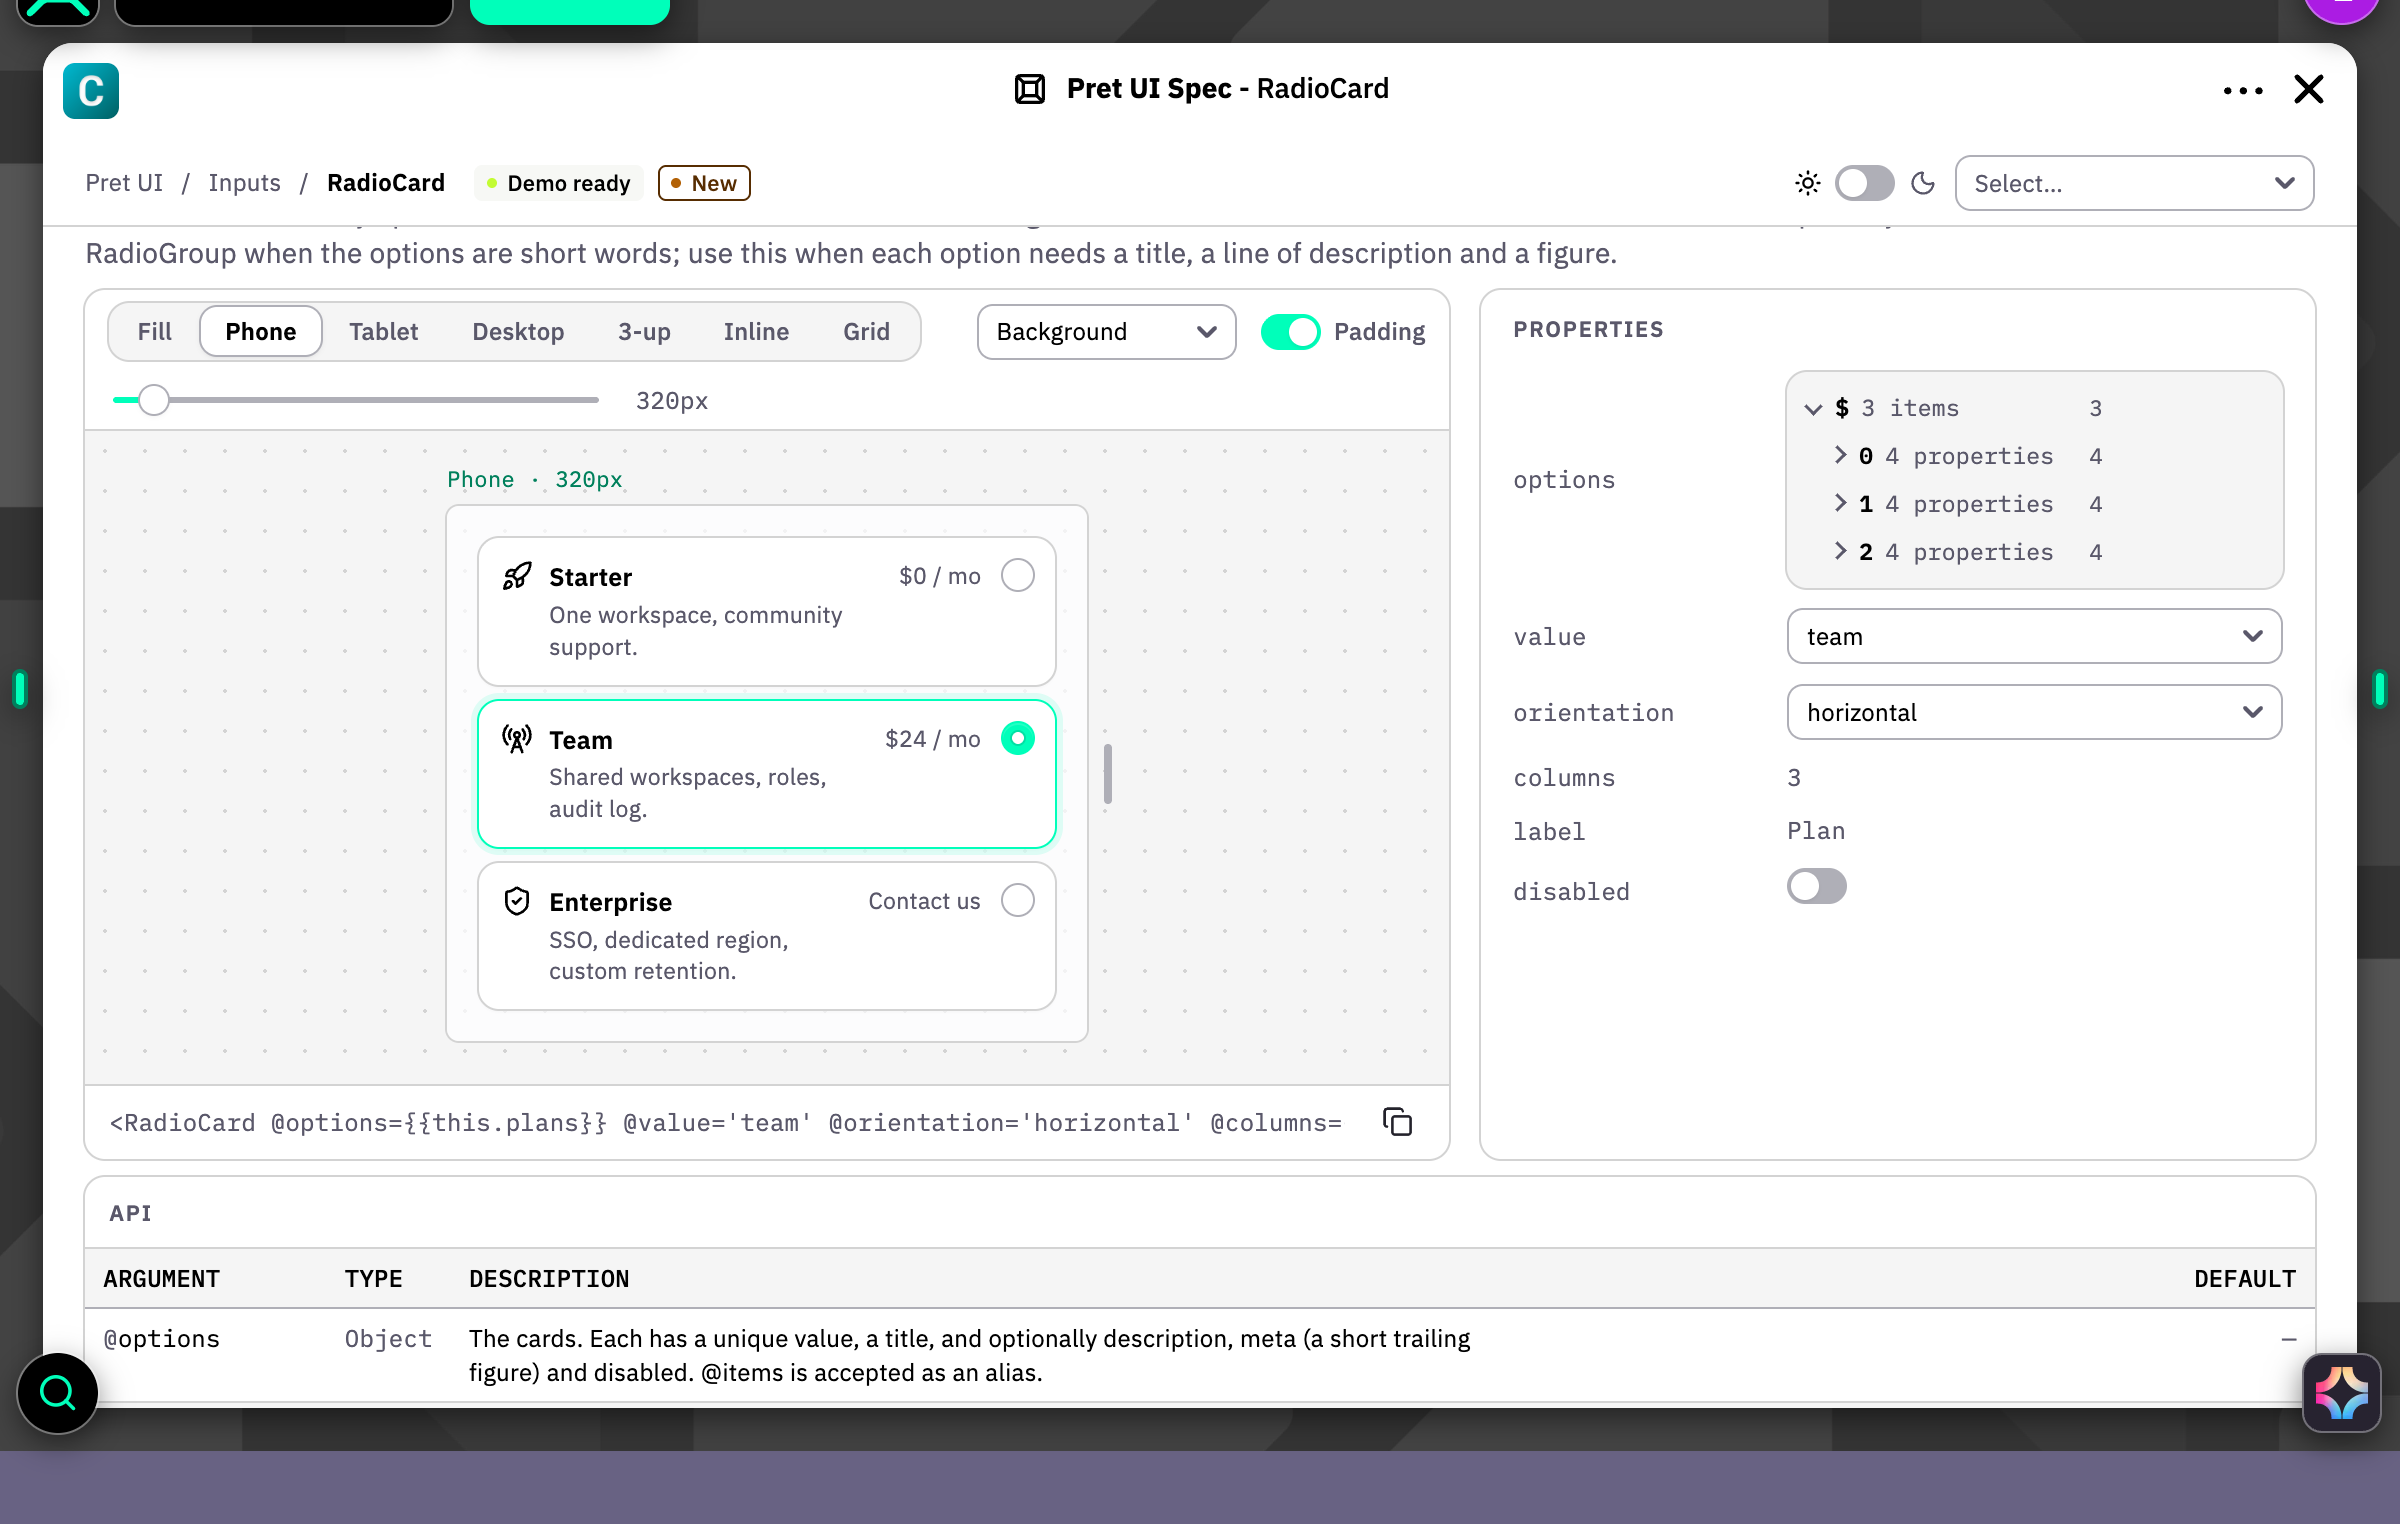 C
Pret UI Spec - RadioCard
Pret UI / Inputs / RadioCard
Demo ready
New
Select...
RadioGroup when the options are short words; use this when each option needs a title, a line of description and a figure.
Fill
Phone
Tablet
Desktop
3-up
Inline
Grid
Background
Padding
320px
Phone · 320px
Starter
$0 / mo
One workspace, community
support.
Team
$24 / mo
Shared workspaces, roles,
audit log.
Enterprise
Contact us
SSO, dedicated region,
custom retention.
<RadioCard @options={{this.plans}} @value='team' @orientation='horizontal' @columns=
PROPERTIES
options
$ 3 items 3
0 4 properties 4
1 4 properties 4
2 4 properties 4
value
team
orientation
horizontal
columns
3
label
Plan
disabled
API
ARGUMENT
TYPE
DESCRIPTION
DEFAULT
@options
Object
The cards. Each has a unique value, a title, and optionally description, meta (a short trailing
figure) and disabled. @items is accepted as an alias.
—